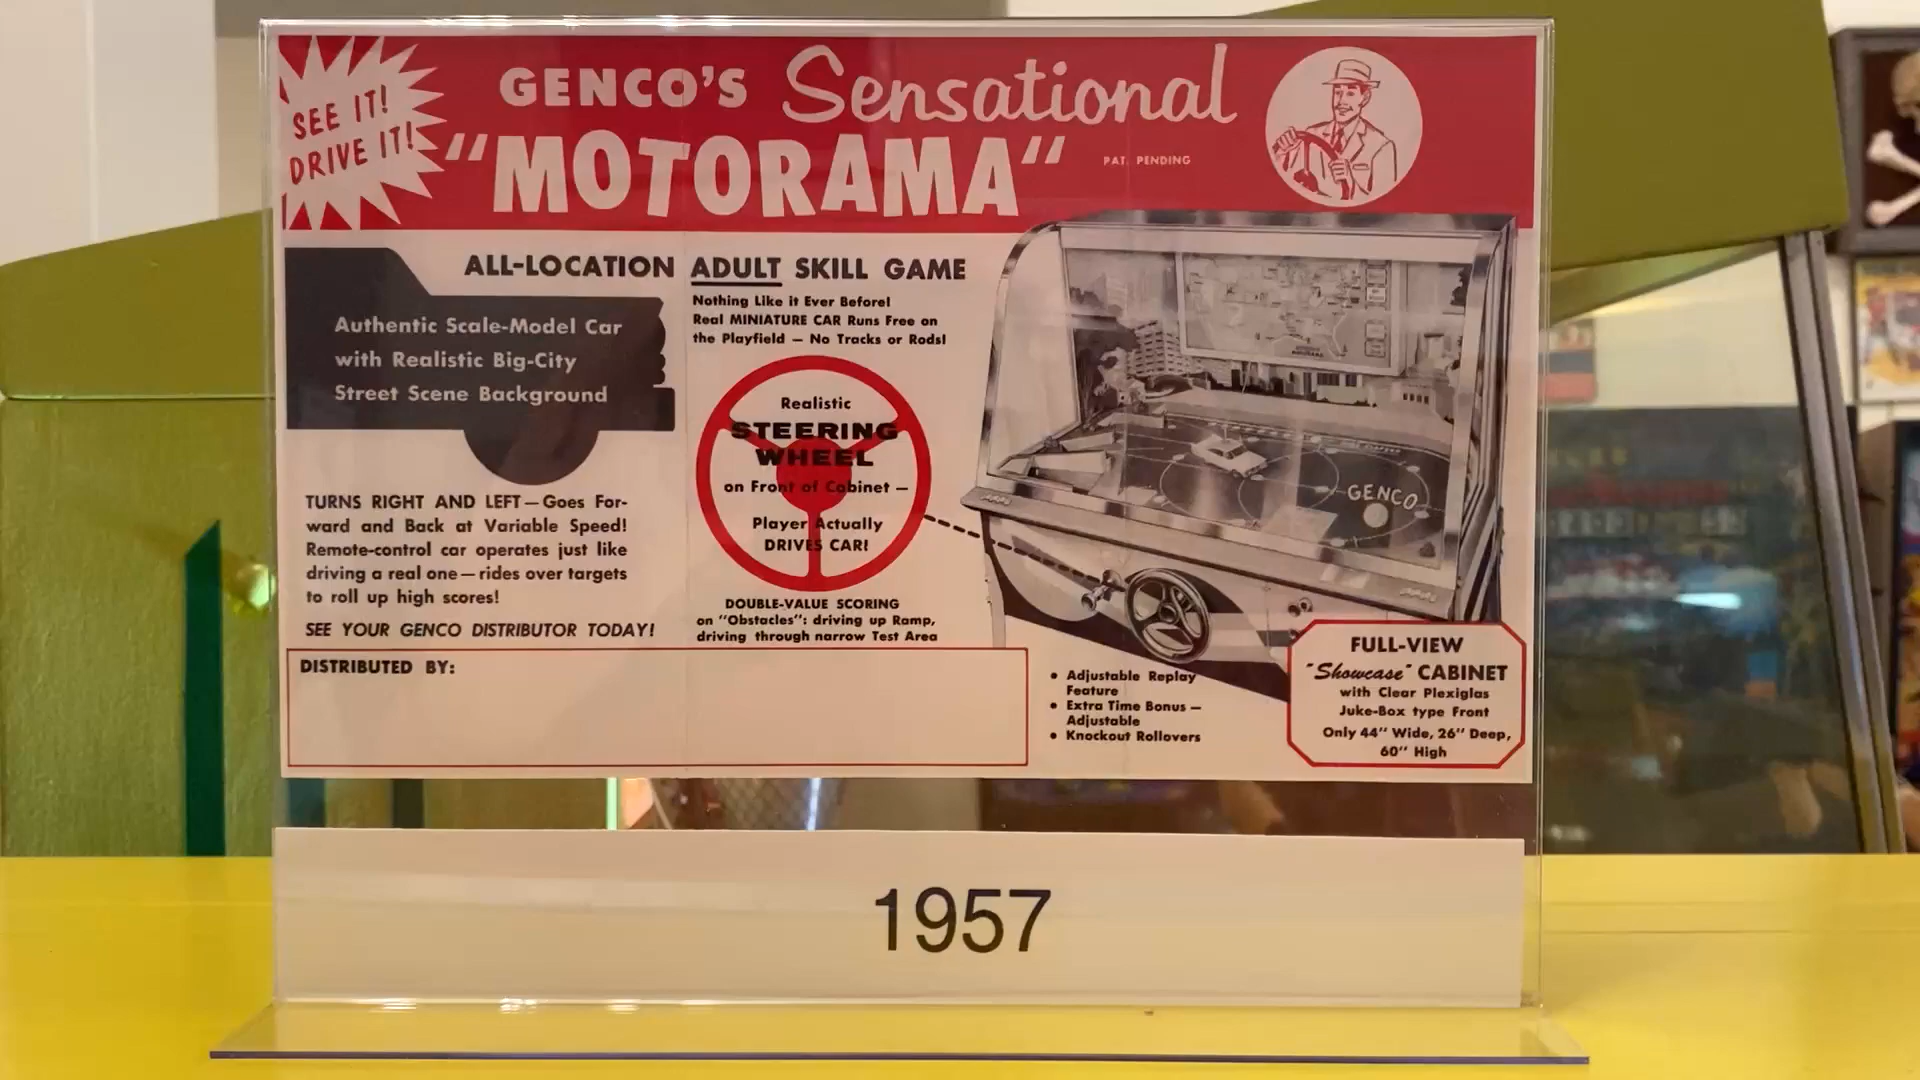 SEE IT!
DRIVE IT!
GENCO'S Sensational
"MOTORAMA"
PAT. PENDING
ALL-LOCATION ADULT SKILL GAME
Authentic Scale-Model Car
with Realistic Big-City
Street Scene Background
TURNS RIGHT AND LEFT — Goes For-
ward and Back at Variable Speed!
Remote-control car operates just like
driving a real one — rides over targets
to roll up high scores!
SEE YOUR GENCO DISTRIBUTOR TODAY!
Nothing Like it Ever Before!
Real MINIATURE CAR Runs Free on
the Playfield — No Tracks or Rods!
Realistic
STEERING
WHEEL
on Front of Cabinet —
Player Actually
DRIVES CAR!
DOUBLE-VALUE SCORING
on "Obstacles": driving up Ramp,
driving through narrow Test Area
GENCO
DISTRIBUTED BY:
• Adjustable Replay
Feature
• Extra Time Bonus —
Adjustable
• Knockout Rollovers
FULL-VIEW
"Showcase" CABINET
with Clear Plexiglas
Juke-Box type Front
Only 44" Wide, 26" Deep,
60" High
1957